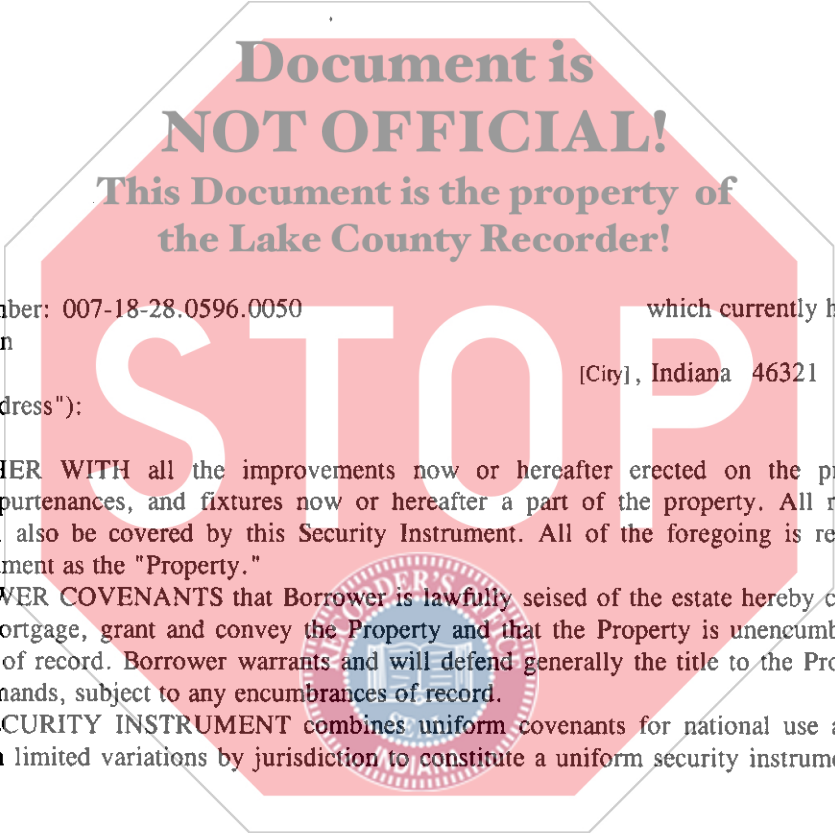 Document is
NOT OFFICIAL!
This Document is the property of
the Lake County Recorder!
STOP
nber: 007-18-28.0596.0050 which currently h
n
[City], Indiana 46321
dress"):
HER WITH all the improvements now or hereafter erected on the pr
purtenances, and fixtures now or hereafter a part of the property. All r
also be covered by this Security Instrument. All of the foregoing is re
ment as the "Property."
WER COVENANTS that Borrower is lawfully seised of the estate hereby c
ortgage, grant and convey the Property and that the Property is unencumb
of record. Borrower warrants and will defend generally the title to the Pro
mands, subject to any encumbrances of record.
CURITY INSTRUMENT combines uniform covenants for national use a
limited variations by jurisdiction to constitute a uniform security instrume
RECORDER'S OFFIC
SEAL
INDIANA